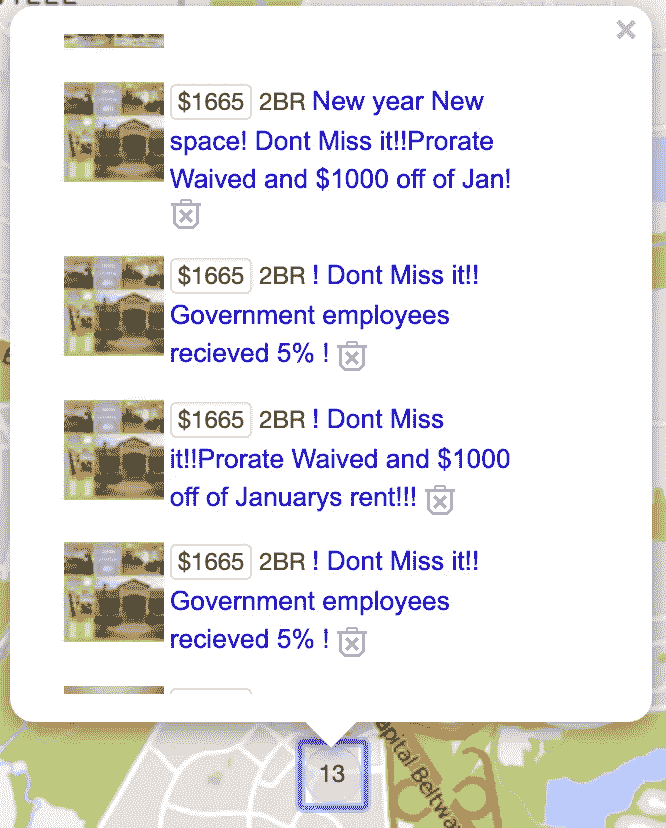 $1665 2BR New year New
space! Dont Miss it!!Prorate
Waived and $1000 off of Jan!
$1665 2BR ! Dont Miss it!!
Government employees
recieved 5% !
$1665 2BR ! Dont Miss
it!!Prorate Waived and $1000
off of Januarys rent!!!
$1665 2BR ! Dont Miss it!!
Government employees
recieved 5% !
13
apital Beltwa